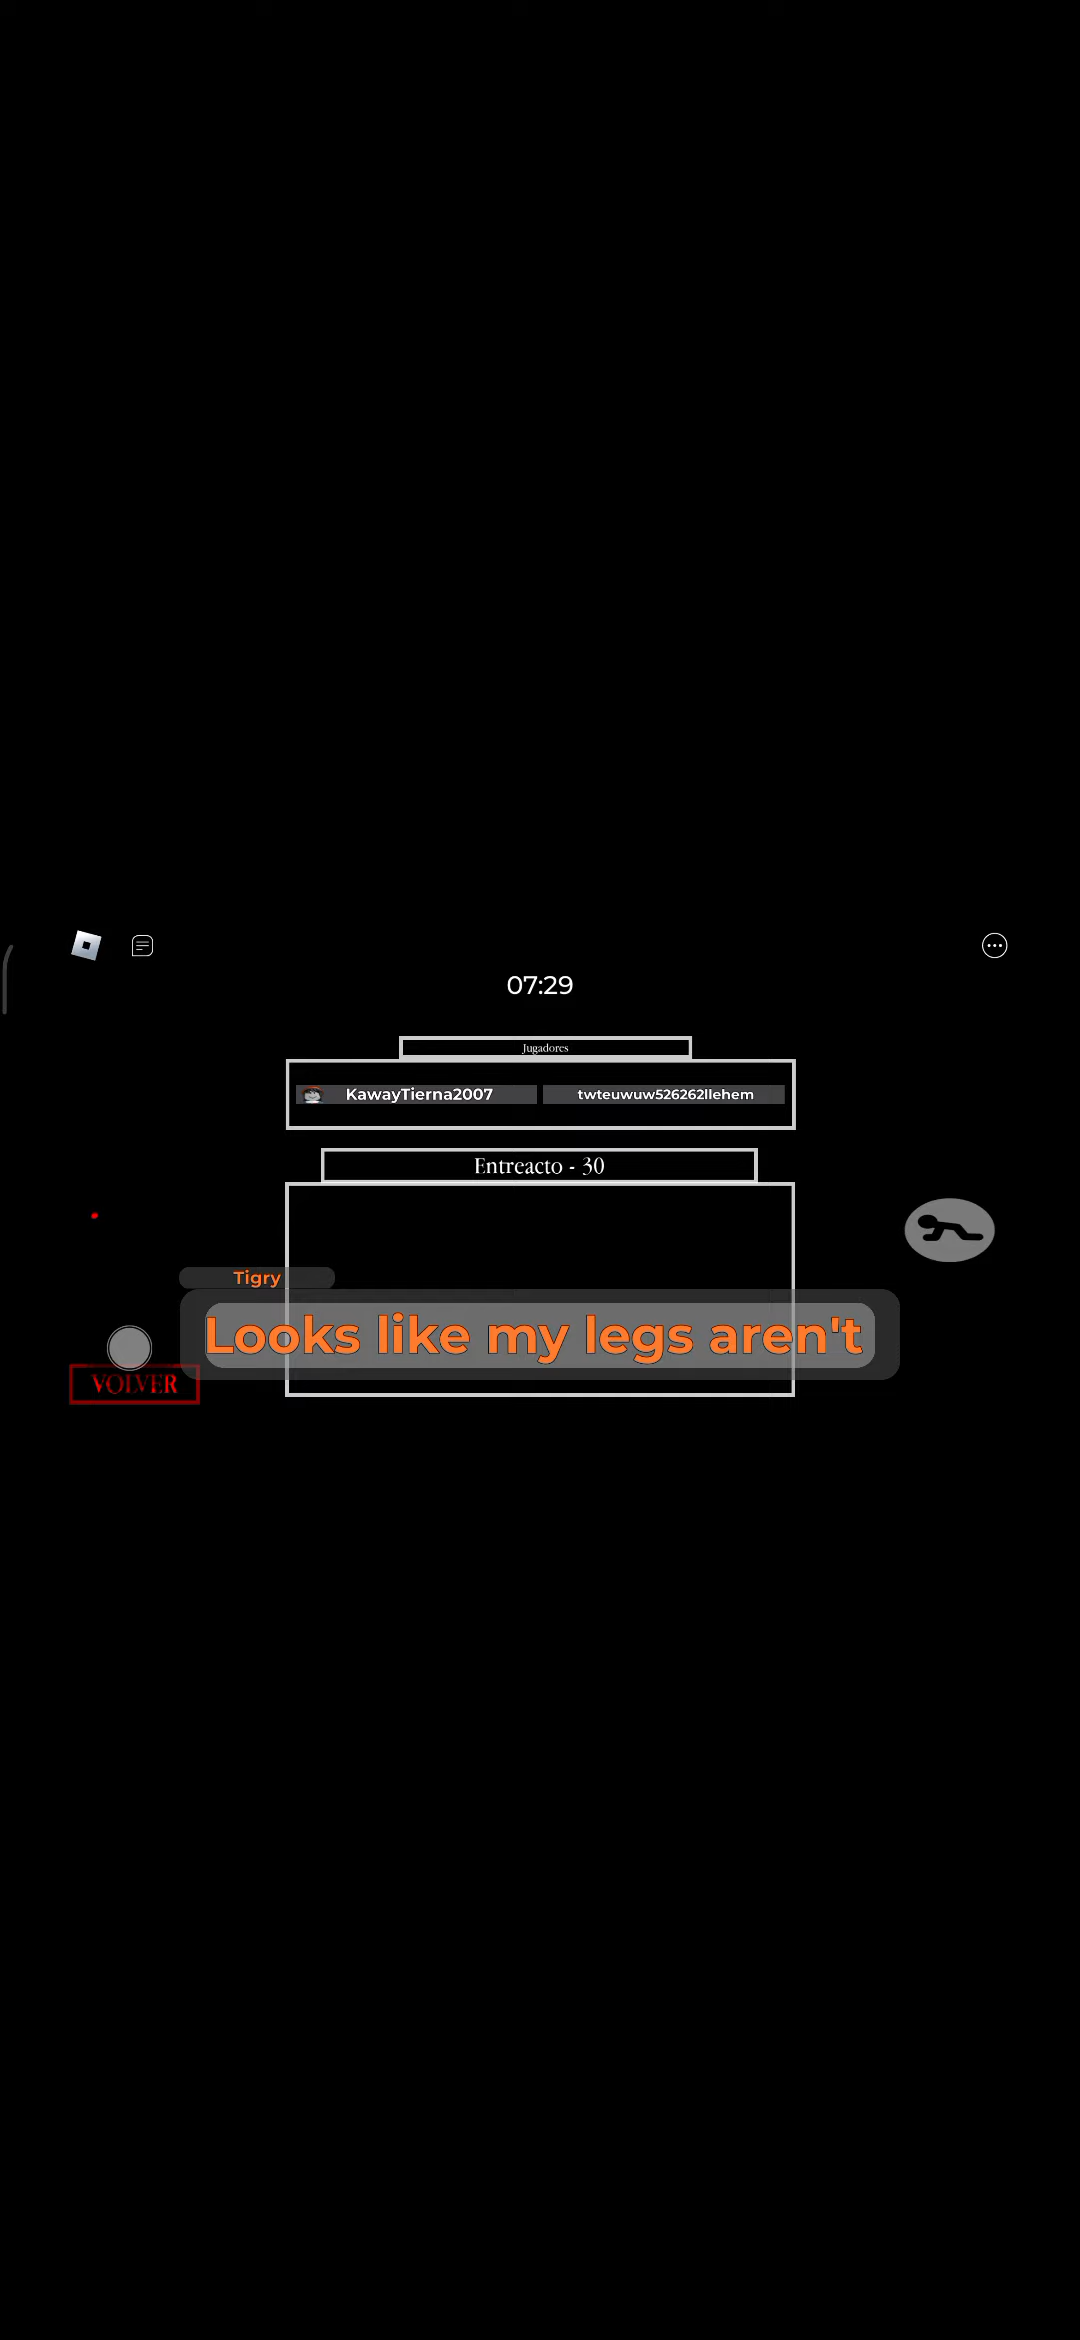 07:29
Jugadores
KawayTierna2007
twteuwuw526262llehem
Entreacto - 30
Tigry
Looks like my legs aren't
VOLVER